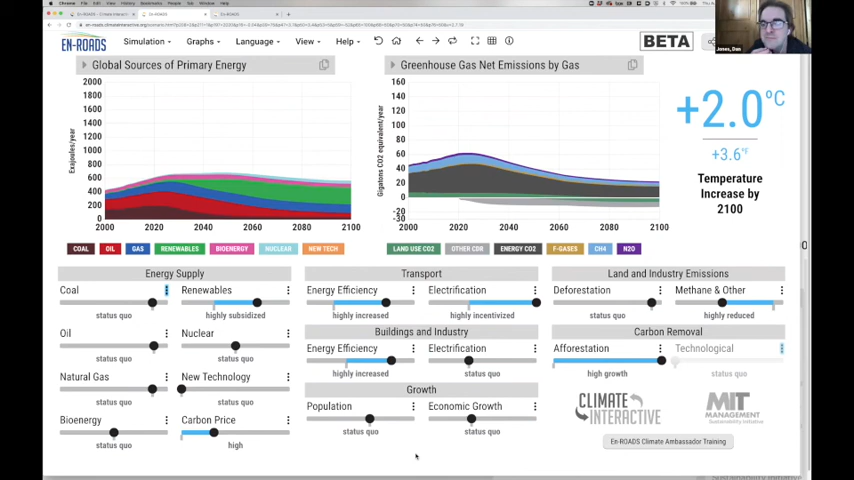 EN-ROADS
Simulation
Graphs
Language
View
Help
BETA
Jones, Dan
Global Sources of Primary Energy
2000
1800
1600
1400
1200
1000
800
600
400
200
0
Exajoules/year
2000 2020 2040 2060 2080 2100
COAL OIL GAS RENEWABLES BIOENERGY NUCLEAR NEW TECH
Greenhouse Gas Net Emissions by Gas
160
140
120
100
80
60
40
20
0
-20
-30
Gigatons CO2 equivalent/year
2000 2020 2040 2060 2080 2100
LAND USE CO2 OTHER CDR ENERGY CO2 F-GASES CH4 N2O
+2.0°C
+3.6°F
Temperature
Increase by
2100
Energy Supply
Coal
status quo
Renewables
highly subsidized
Oil
status quo
Nuclear
status quo
Natural Gas
status quo
New Technology
status quo
Bioenergy
status quo
Carbon Price
high
Transport
Energy Efficiency
highly increased
Electrification
highly incentivized
Buildings and Industry
Energy Efficiency
highly increased
Electrification
status quo
Growth
Population
status quo
Economic Growth
status quo
Land and Industry Emissions
Deforestation
status quo
Methane & Other
highly reduced
Carbon Removal
Afforestation
high growth
Technological
status quo
CLIMATE
INTERACTIVE
MIT
MANAGEMENT
Sustainability Initiative
En-ROADS Climate Ambassador Training